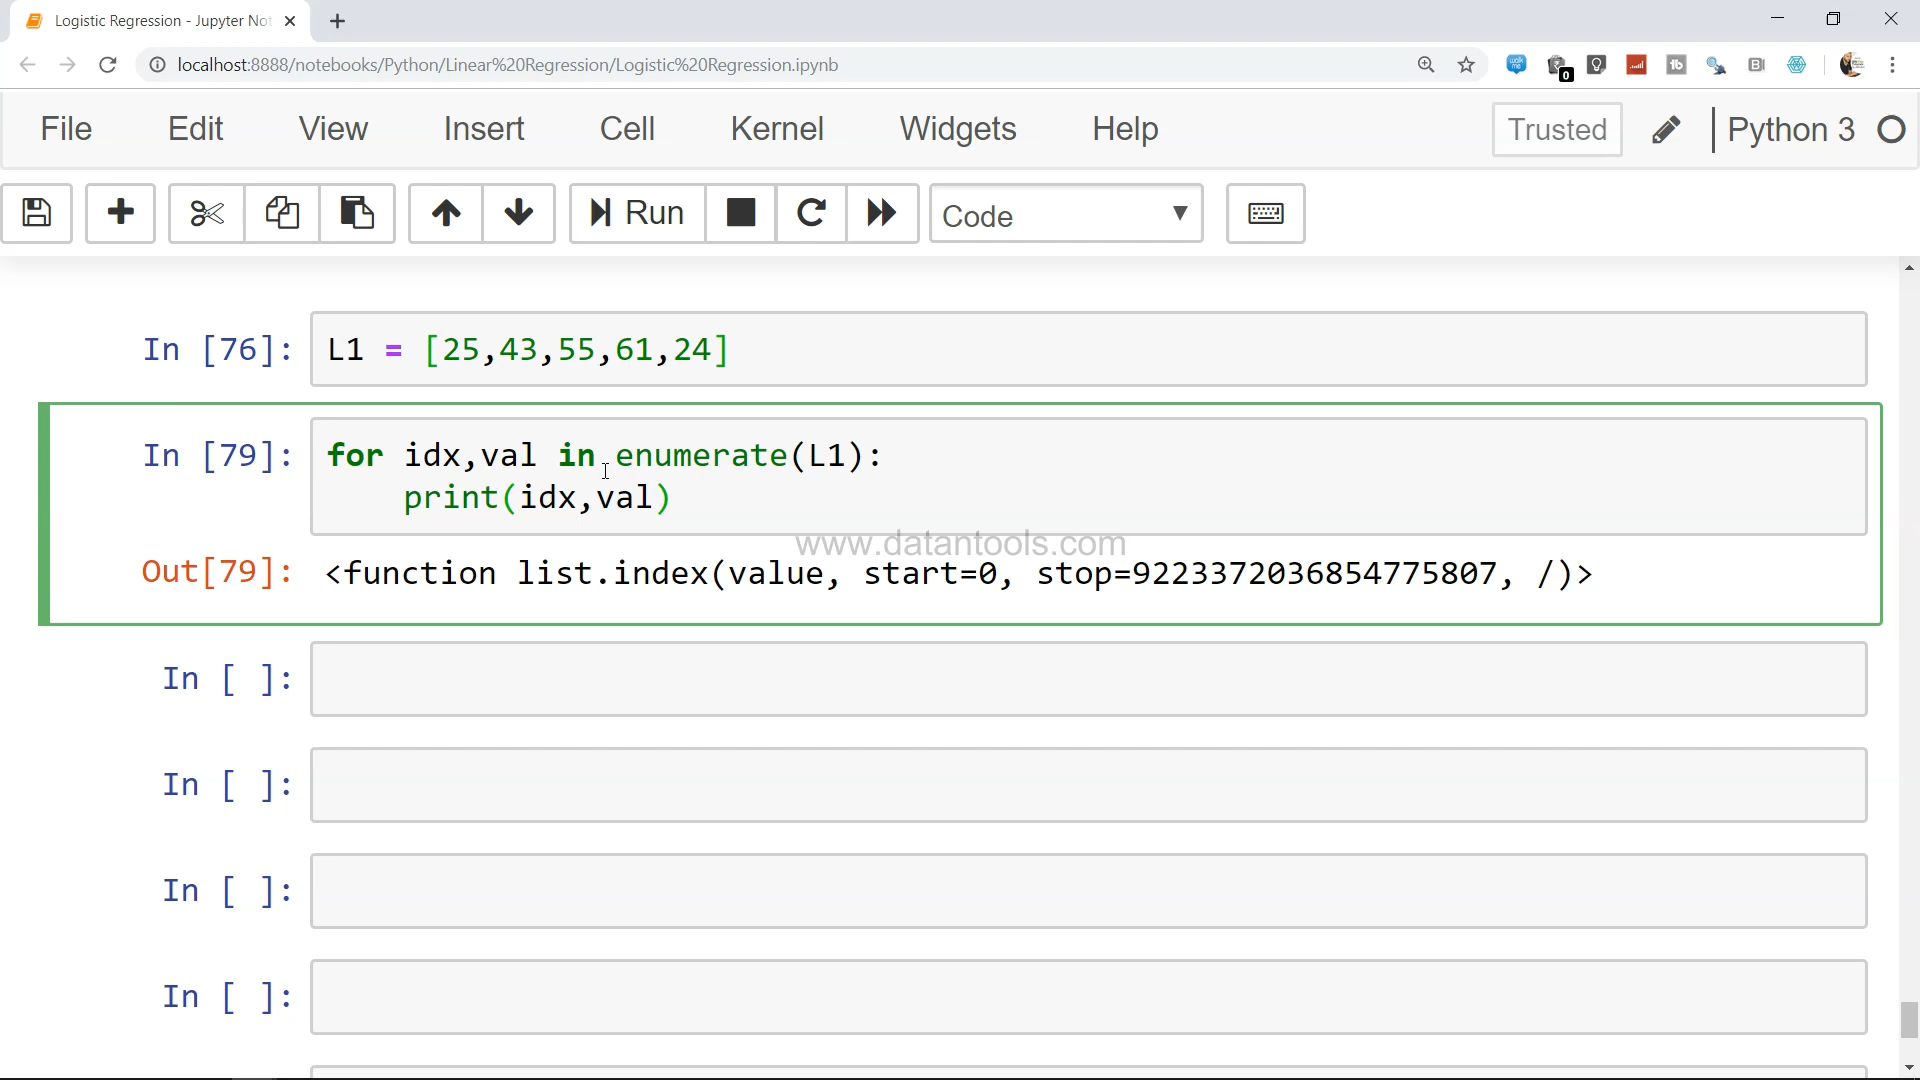 Logistic Regression - Jupyter Not
localhost:8888/notebooks/Python/Linear%20Regression/Logistic%20Regression.ipynb
0
File Edit View Insert Cell Kernel Widgets Help Trusted Python 3
Run Code
In [76]: L1 = [25,43,55,61,24]
In [79]: for idx,val in enumerate(L1):
print(idx,val)
www.datantools.com
Out[79]: <function list.index(value, start=0, stop=9223372036854775807, /)>
In [ ]:
In [ ]:
In [ ]:
In [ ]: